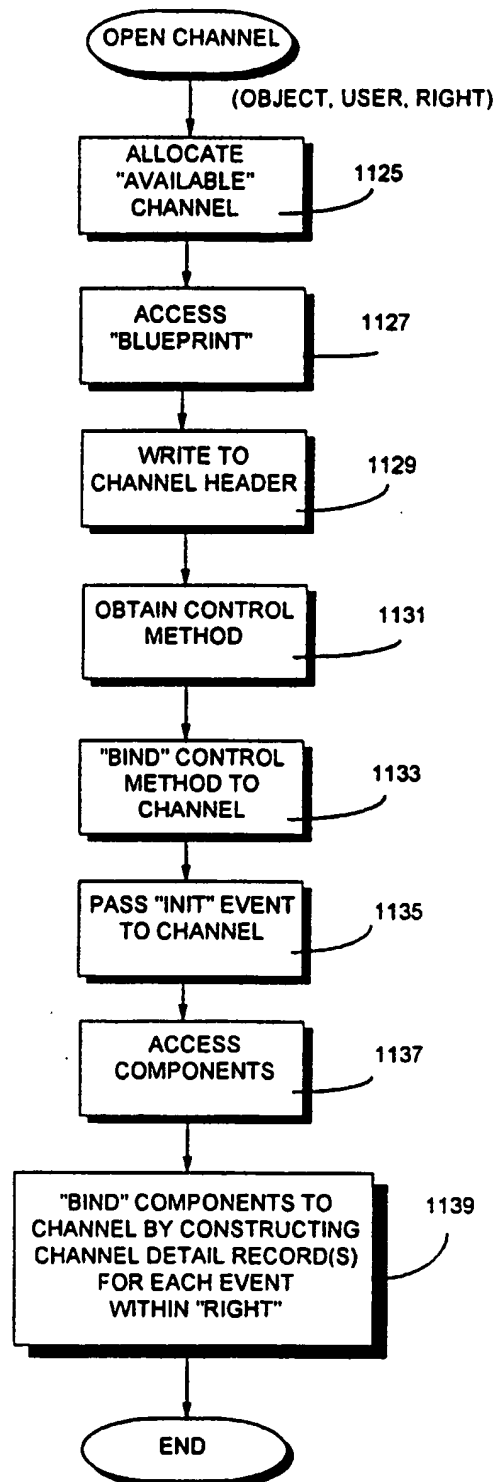 OPEN CHANNEL
(OBJECT, USER, RIGHT)
ALLOCATE
"AVAILABLE"
CHANNEL
1125
ACCESS
"BLUEPRINT"
1127
WRITE TO
CHANNEL HEADER
1129
OBTAIN CONTROL
METHOD
1131
"BIND" CONTROL
METHOD TO
CHANNEL
1133
PASS "INIT" EVENT
TO CHANNEL
1135
ACCESS
COMPONENTS
1137
"BIND" COMPONENTS TO
CHANNEL BY CONSTRUCTING
CHANNEL DETAIL RECORD(S)
FOR EACH EVENT
WITHIN "RIGHT"
1139
END